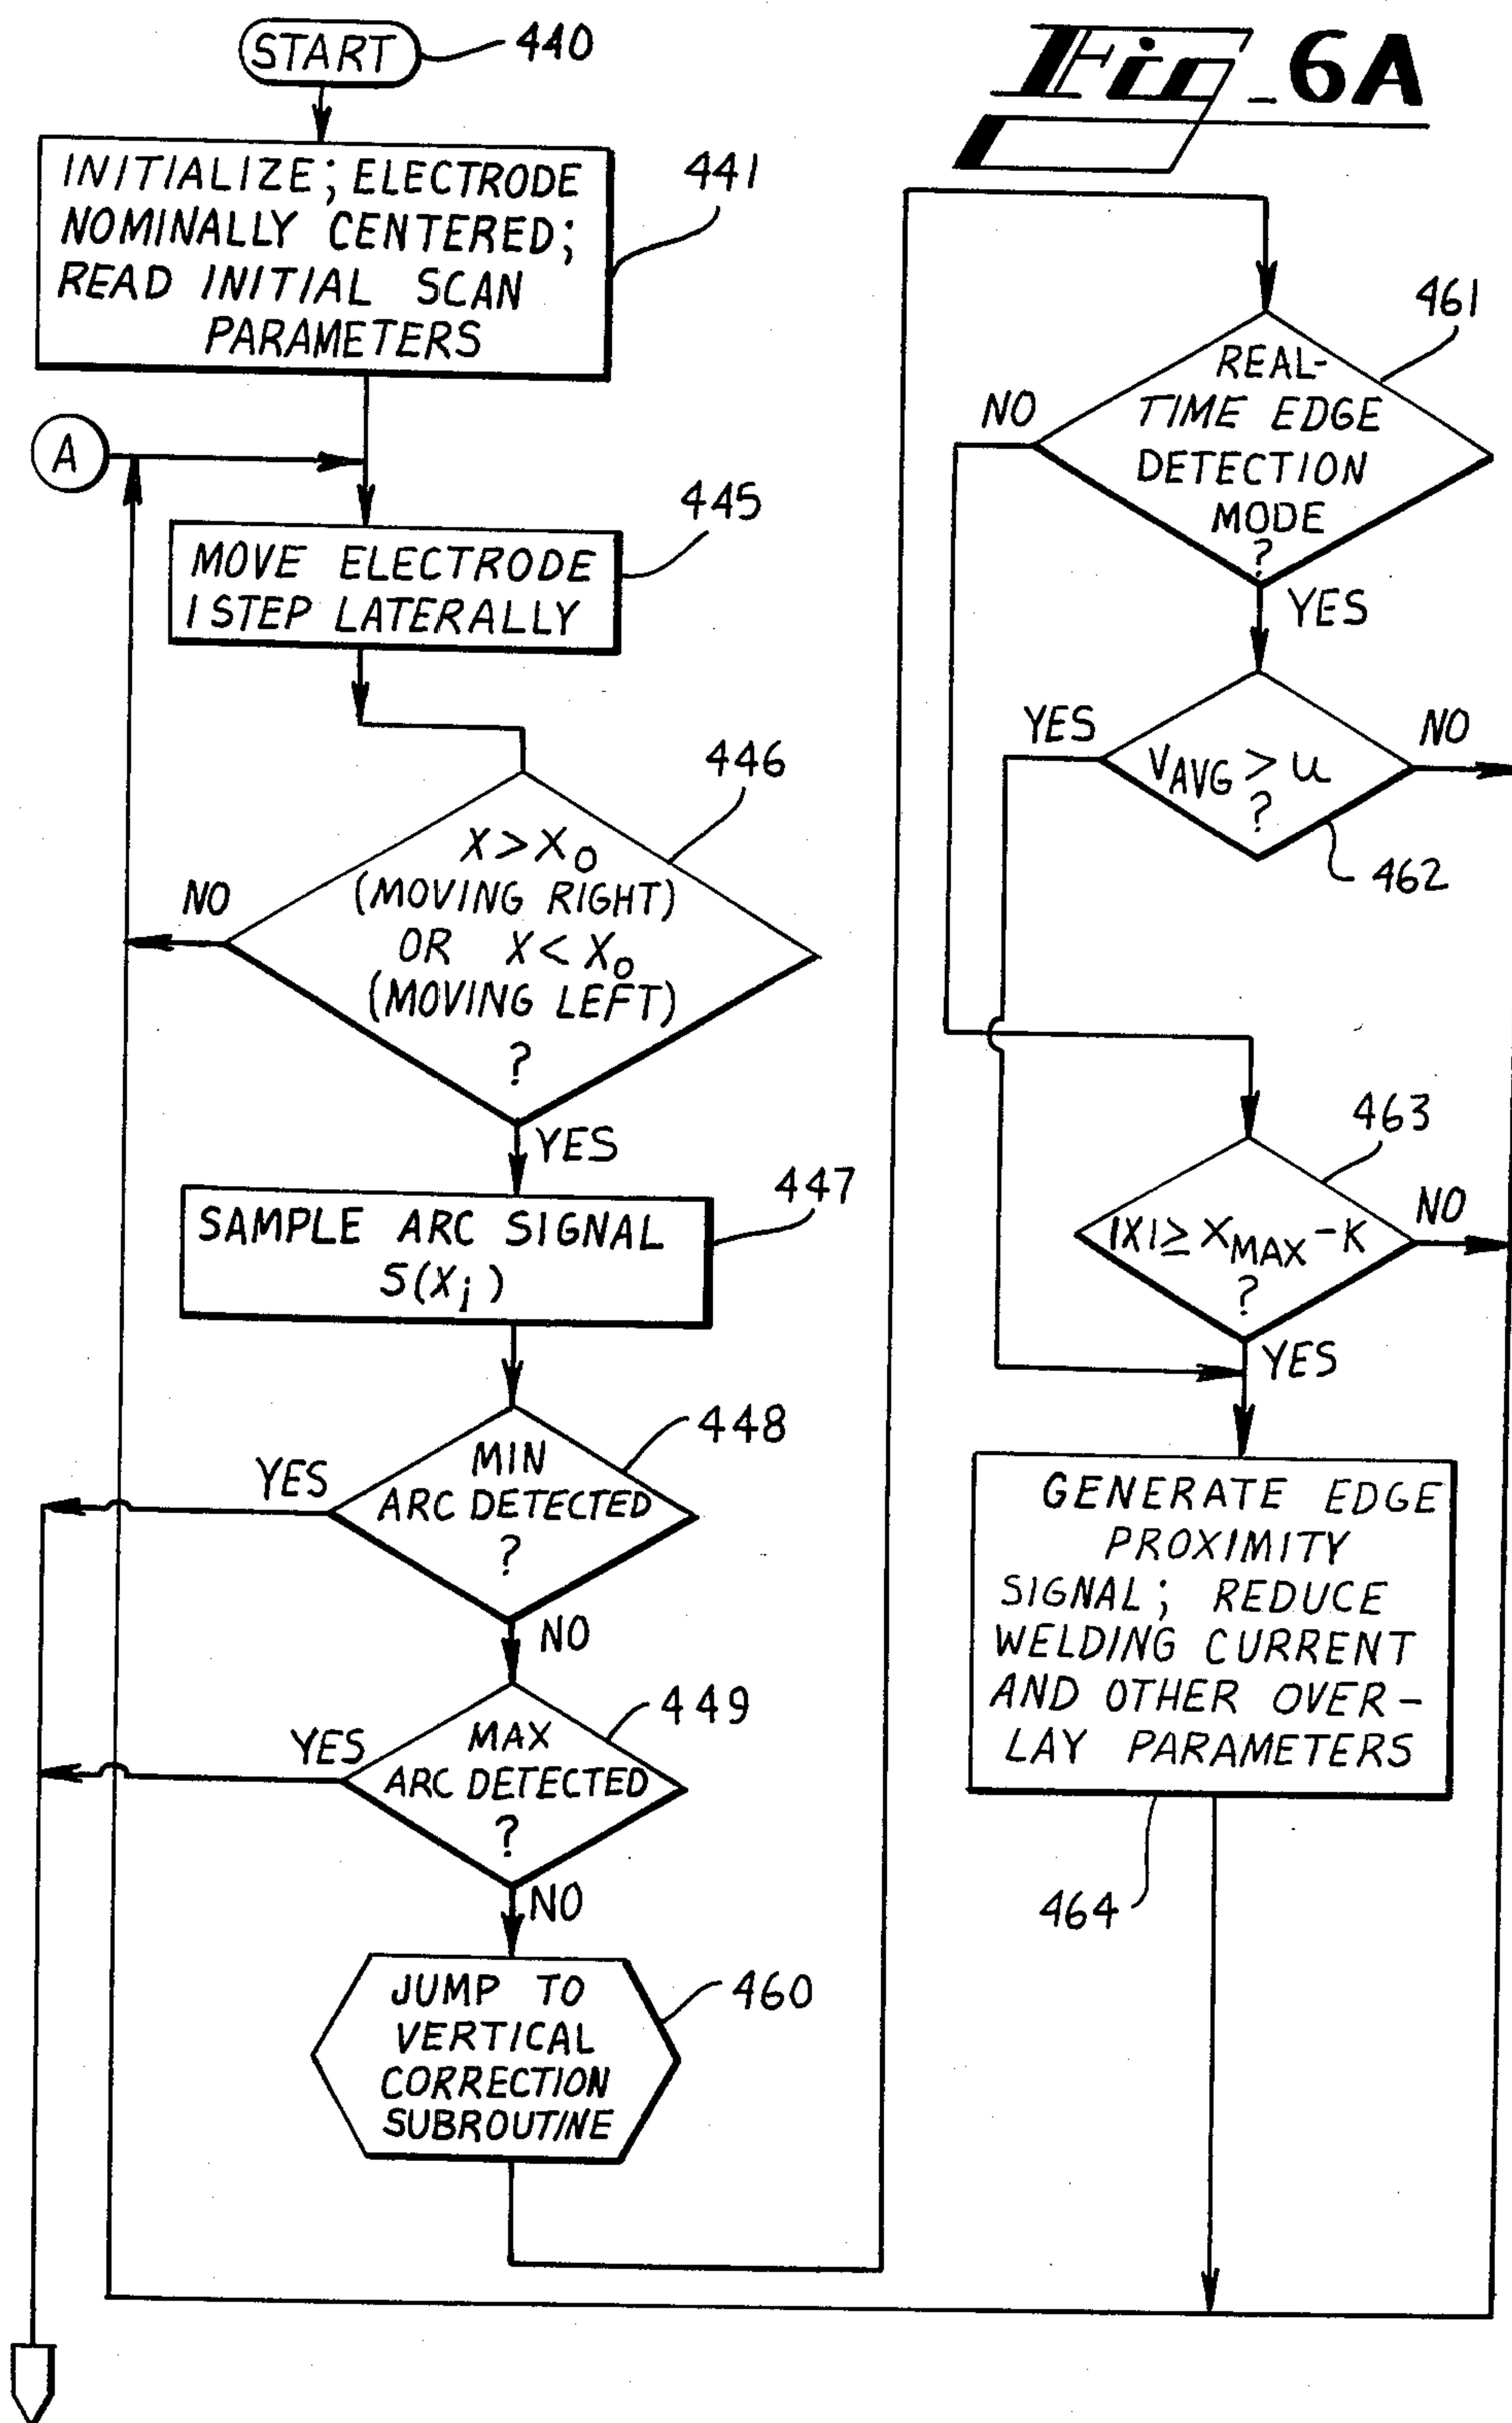 Fig_6A
START
440
INITIALIZE; ELECTRODE
NOMINALLY CENTERED;
READ INITIAL SCAN
PARAMETERS
441
A
MOVE ELECTRODE
1 STEP LATERALLY
445
X > X₀
(MOVING RIGHT)
OR X < X₀
(MOVING LEFT)
?
446
NO
YES
SAMPLE ARC SIGNAL
S(Xᵢ)
447
MIN
ARC DETECTED
?
448
YES
NO
MAX
ARC DETECTED
?
449
YES
NO
JUMP TO
VERTICAL
CORRECTION
SUBROUTINE
460
REAL-
TIME EDGE
DETECTION
MODE
?
461
NO
YES
V_AVG > u
?
462
YES
NO
|X| ≥ X_MAX - K
?
463
NO
YES
GENERATE EDGE
PROXIMITY
SIGNAL; REDUCE
WELDING CURRENT
AND OTHER OVER-
LAY PARAMETERS
464